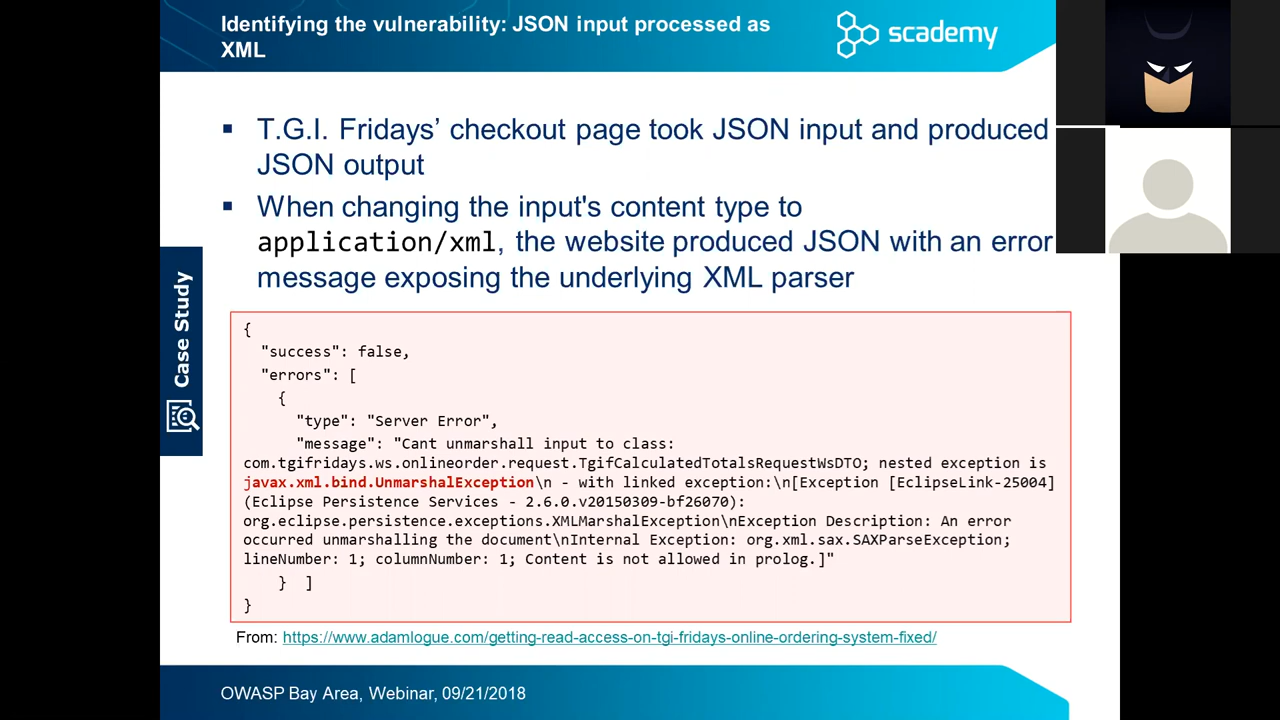 Identifying the vulnerability: JSON input processed as
XML
scademy
▪ T.G.I. Fridays’ checkout page took JSON input and produced
JSON output
▪ When changing the input's content type to
application/xml, the website produced JSON with an error
message exposing the underlying XML parser
Case Study
{
"success": false,
"errors": [
{
"type": "Server Error",
"message": "Cant unmarshall input to class:
com.tgifridays.ws.onlineorder.request.TgifCalculatedTotalsRequestWsDTO; nested exception is
javax.xml.bind.UnmarshalException\n - with linked exception:\n[Exception [EclipseLink-25004]
(Eclipse Persistence Services - 2.6.0.v20150309-bf26070):
org.eclipse.persistence.exceptions.XMLMarshalException\nException Description: An error
occurred unmarshalling the document\nInternal Exception: org.xml.sax.SAXParseException;
lineNumber: 1; columnNumber: 1; Content is not allowed in prolog.]"
} ]
}
From: https://www.adamlogue.com/getting-read-access-on-tgi-fridays-online-ordering-system-fixed/
OWASP Bay Area, Webinar, 09/21/2018